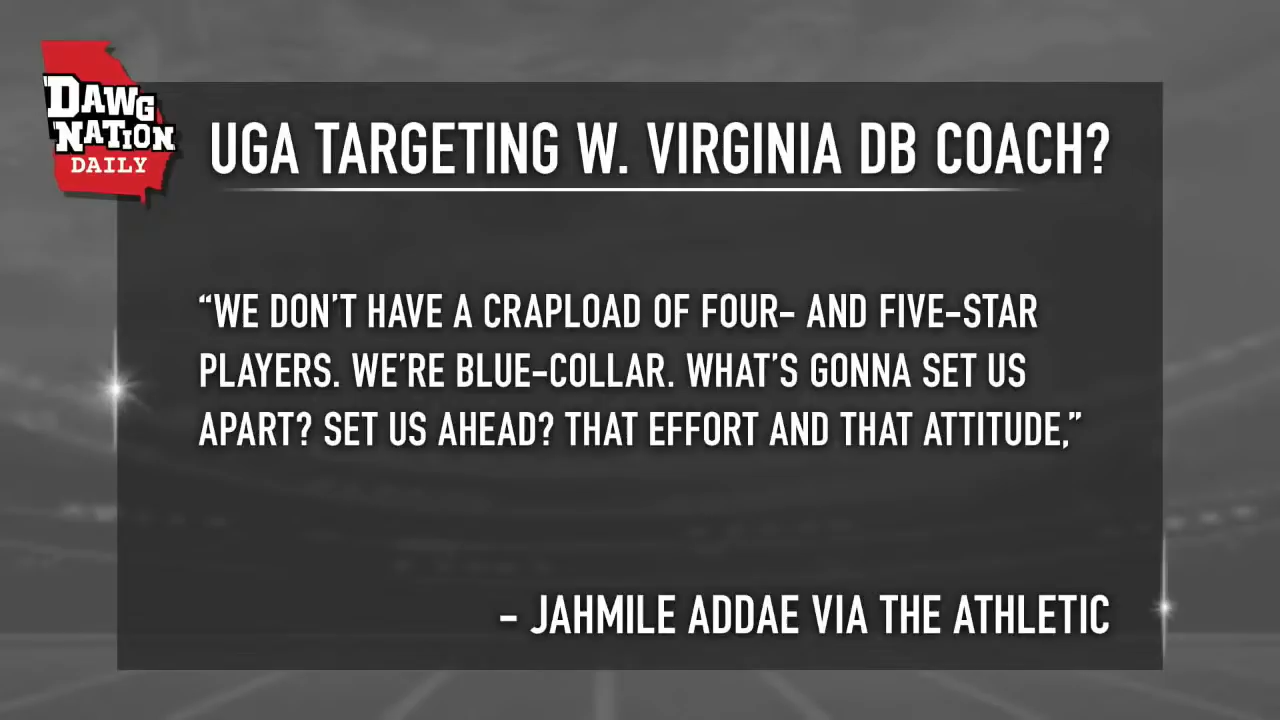 DAWG
NATION
DAILY
UGA TARGETING W. VIRGINIA DB COACH?
“WE DON’T HAVE A CRAPLOAD OF FOUR- AND FIVE-STAR
PLAYERS. WE’RE BLUE-COLLAR. WHAT’S GONNA SET US
APART? SET US AHEAD? THAT EFFORT AND THAT ATTITUDE,”
– JAHMILE ADDAE VIA THE ATHLETIC